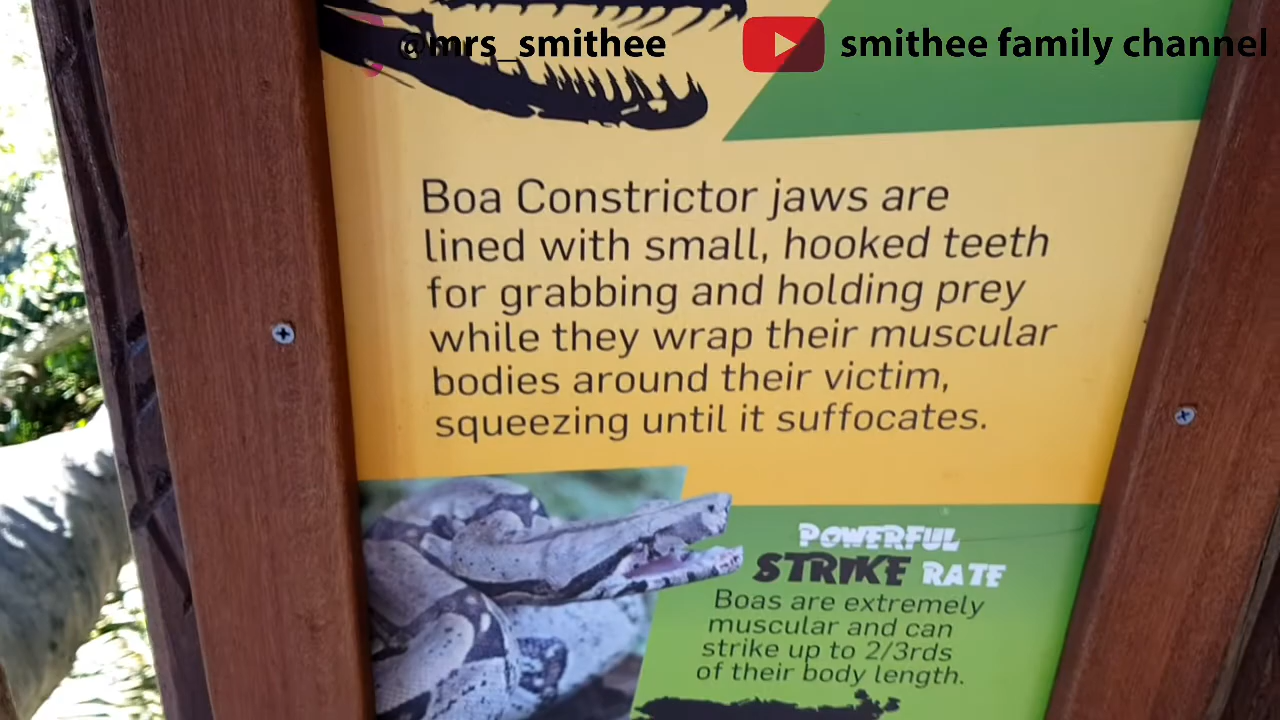 @mrs_smithee
smithee family channel
Boa Constrictor jaws are
lined with small, hooked teeth
for grabbing and holding prey
while they wrap their muscular
bodies around their victim,
squeezing until it suffocates.
POWERFUL
STRIKE RATE
Boas are extremely
muscular and can
strike up to 2/3rds
of their body length.